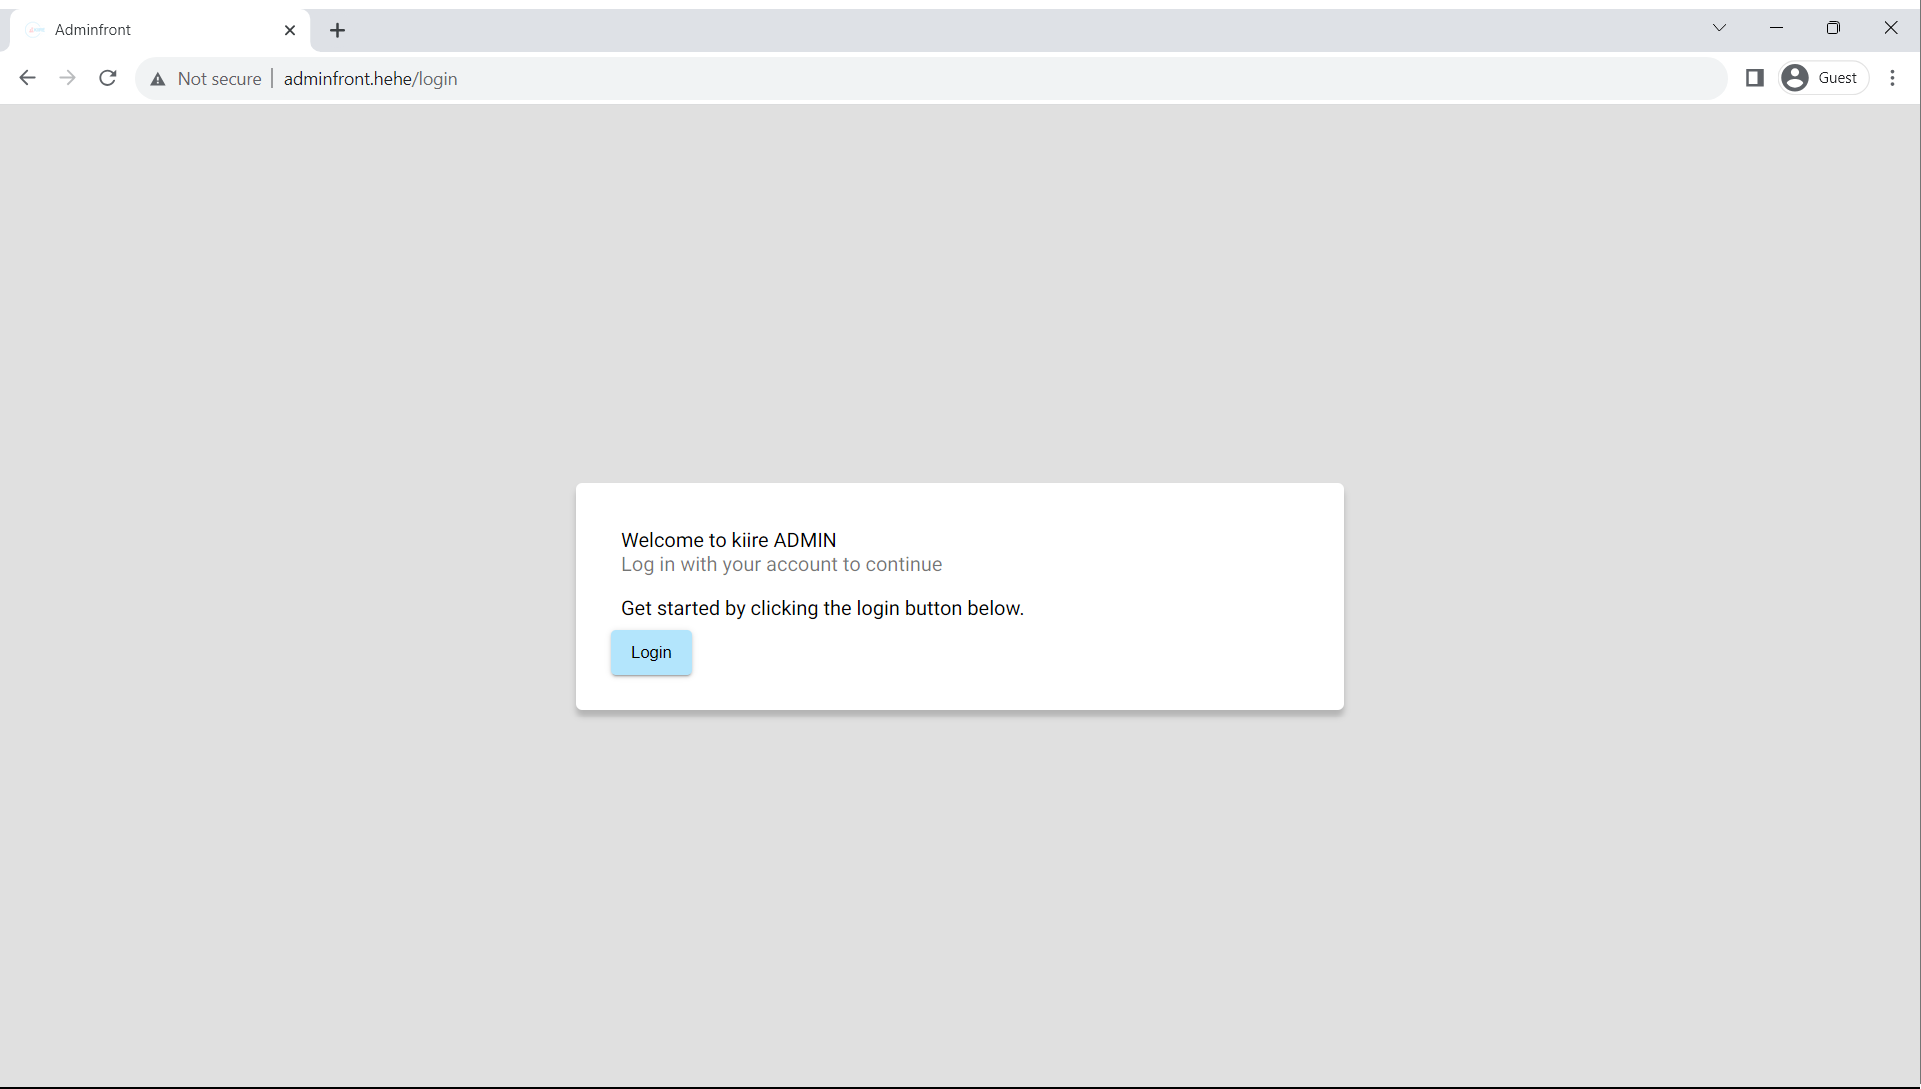 Adminfront
Not secure | adminfront.hehe/login
Guest
Welcome to kiire ADMIN
Log in with your account to continue
Get started by clicking the login button below.
Login